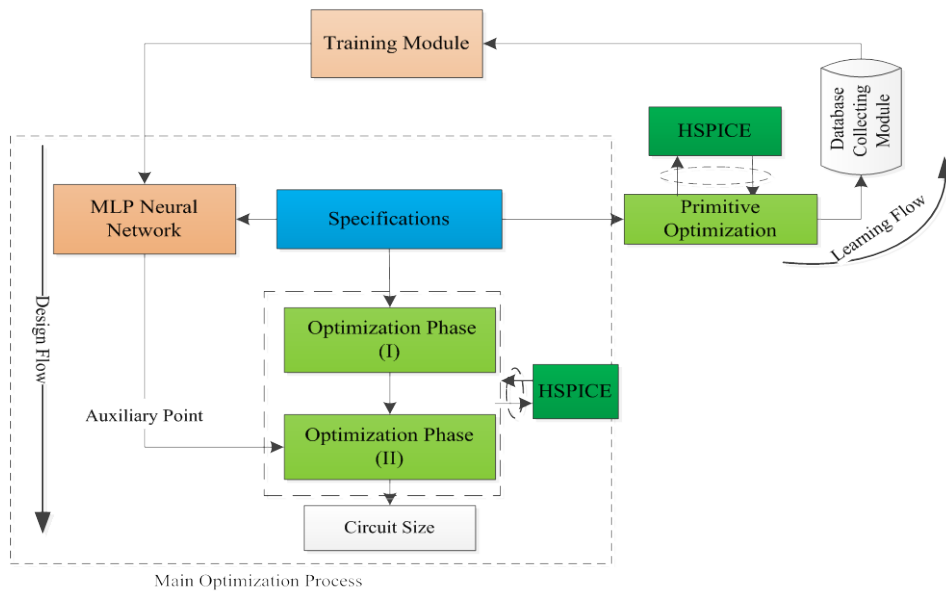 Training Module
Database
Collecting
Module
HSPICE
MLP Neural
Network
Specifications
Primitive
Optimization
Learning Flow
Design Flow
Optimization Phase
(I)
HSPICE
Auxiliary Point
Optimization Phase
(II)
Circuit Size
Main Optimization Process